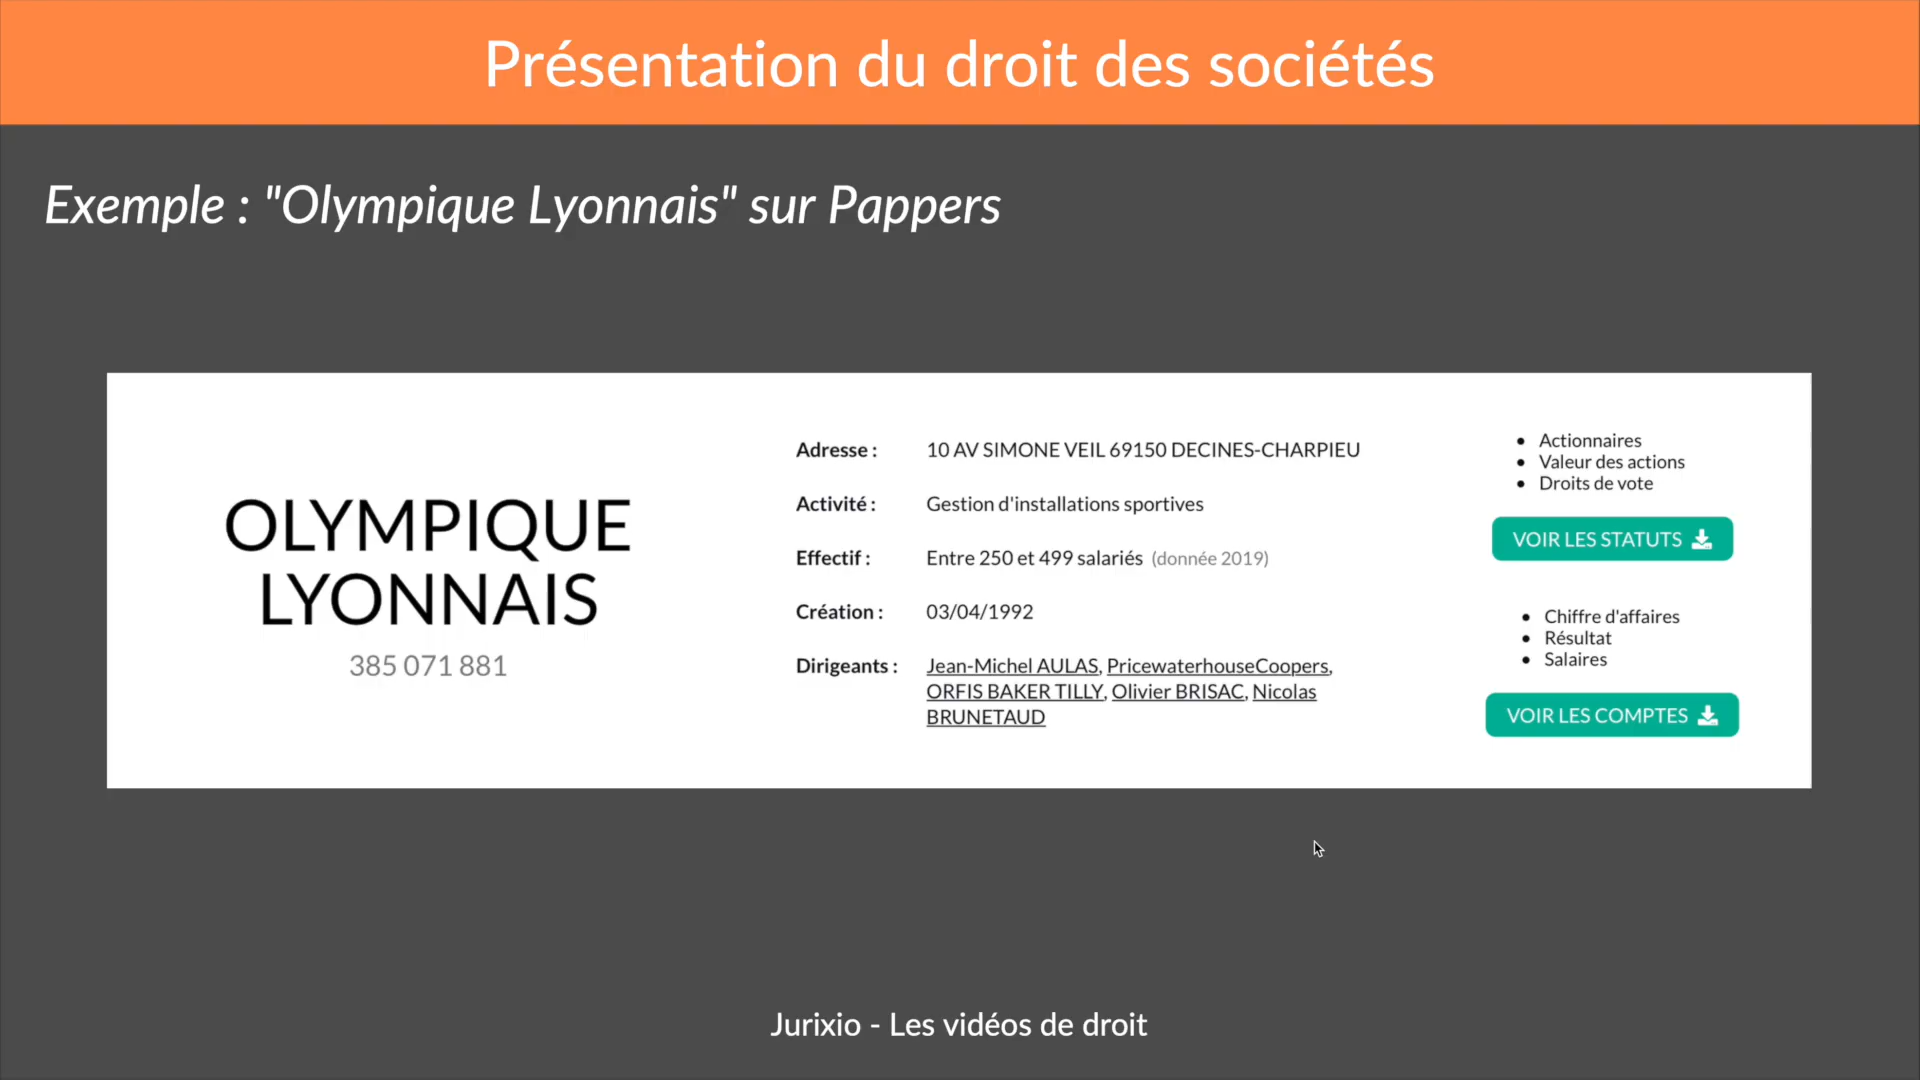 Présentation du droit des sociétés
Exemple : "Olympique Lyonnais" sur Pappers
OLYMPIQUE
LYONNAIS
385 071 881
Adresse : 10 AV SIMONE VEIL 69150 DECINES-CHARPIEU
Activité : Gestion d'installations sportives
Effectif : Entre 250 et 499 salariés (donnée 2019)
Création : 03/04/1992
Dirigeants : Jean-Michel AULAS, PricewaterhouseCoopers,
ORFIS BAKER TILLY, Olivier BRISAC, Nicolas
BRUNETAUD
• Actionnaires
• Valeur des actions
• Droits de vote
VOIR LES STATUTS
• Chiffre d'affaires
• Résultat
• Salaires
VOIR LES COMPTES
Jurixio - Les vidéos de droit